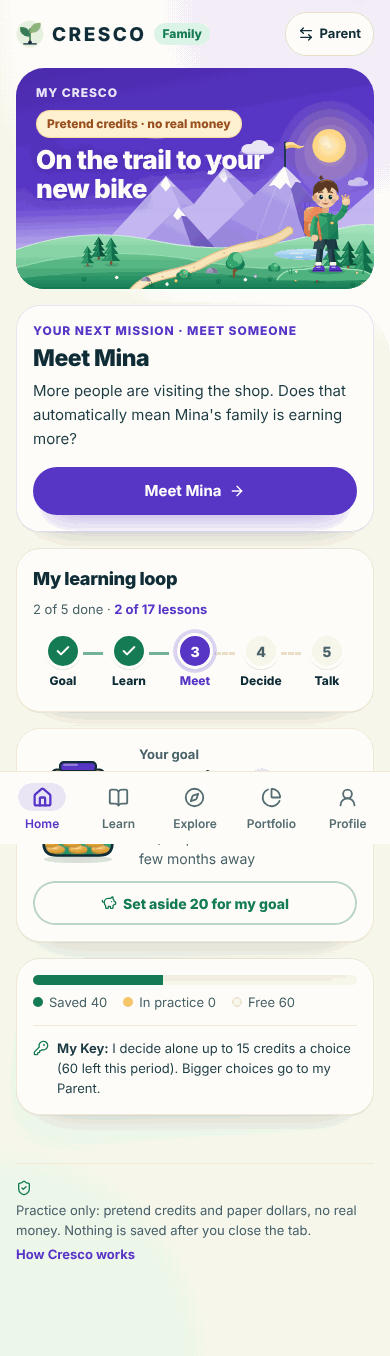 CRESCO Family
Parent
MY CRESCO
Pretend credits · no real money
On the trail to your
new bike
YOUR NEXT MISSION · MEET SOMEONE
Meet Mina
More people are visiting the shop. Does that
automatically mean Mina's family is earning
more?
Meet Mina
My learning loop
2 of 5 done · 2 of 17 lessons
3 4 5
Goal Learn Meet Decide Talk
Your goal
Home Learn Explore Portfolio Profile
few months away
Set aside 20 for my goal
Saved 40 In practice 0 Free 60
My Key: I decide alone up to 15 credits a choice
(60 left this period). Bigger choices go to my
Parent.
Practice only: pretend credits and paper dollars, no real
money. Nothing is saved after you close the tab.
How Cresco works